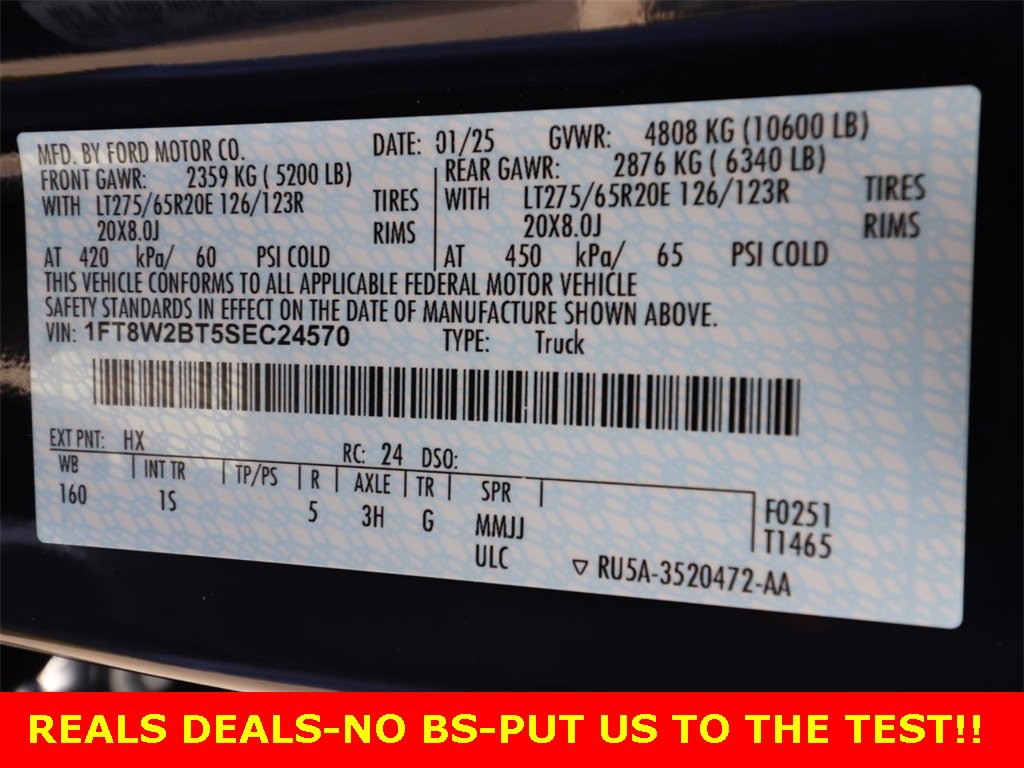 MFD. BY FORD MOTOR CO. DATE: 01/25 GVWR: 4808 KG (10600 LB)
FRONT GAWR: 2359 KG ( 5200 LB) REAR GAWR: 2876 KG ( 6340 LB)
WITH LT275/65R20E 126/123R TIRES WITH LT275/65R20E 126/123R TIRES
20X8.0J RIMS 20X8.0J RIMS
AT 420 kPa/ 60 PSI COLD AT 450 kPa/ 65 PSI COLD
THIS VEHICLE CONFORMS TO ALL APPLICABLE FEDERAL MOTOR VEHICLE
SAFETY STANDARDS IN EFFECT ON THE DATE OF MANUFACTURE SHOWN ABOVE.
VIN: 1FT8W2BT5SEC24570 TYPE: Truck
EXT PNT: HX RC: 24 DSO:
WB INT TR TP/PS R AXLE TR SPR
160 1S 5 3H G MMJJ F0251
ULC T1465
▽ RU5A-3520472-AA
REALS DEALS-NO BS-PUT US TO THE TEST!!